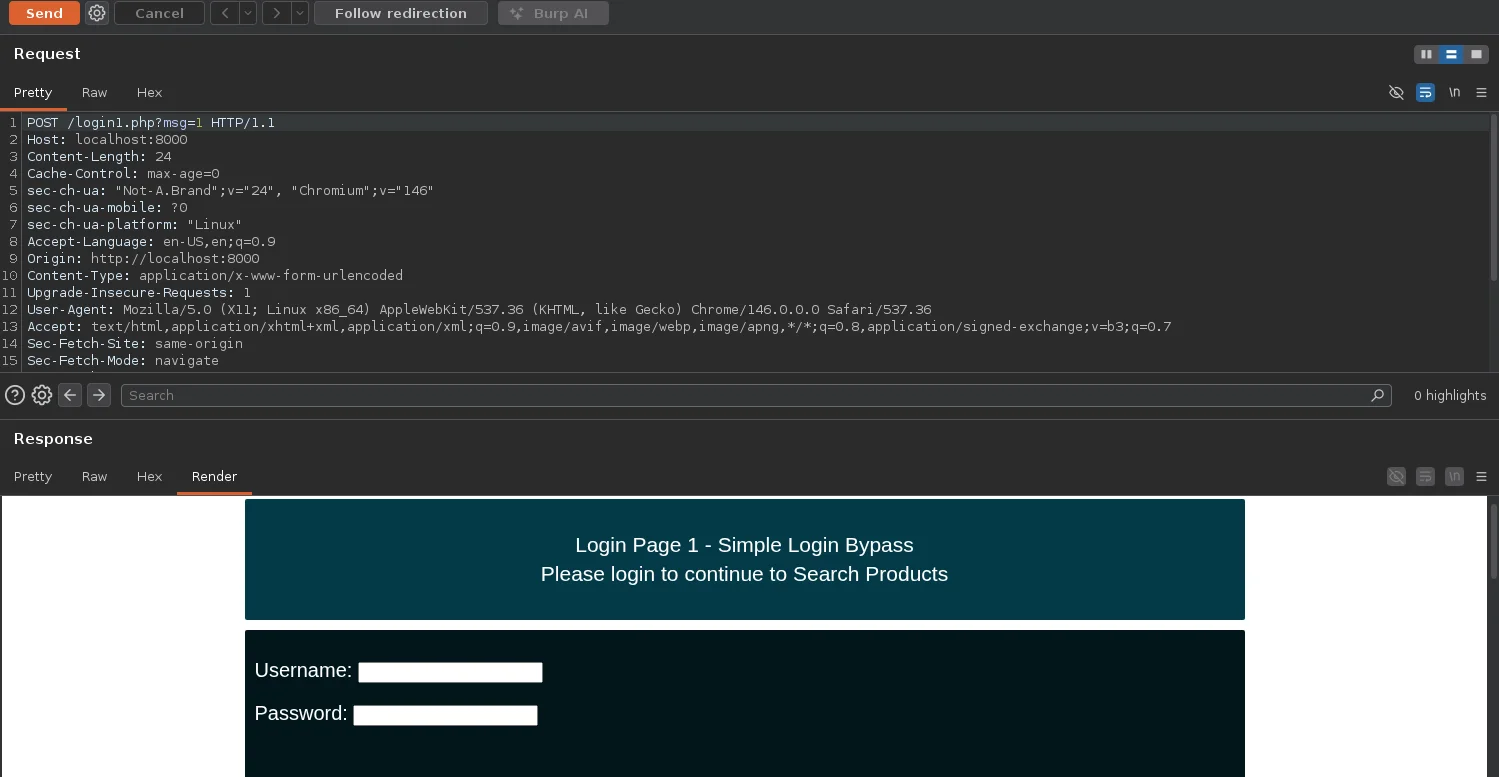 Send Cancel < > Follow redirection Burp AI
Request
Pretty Raw Hex \n
1 POST /login1.php?msg=1 HTTP/1.1
2 Host: localhost:8000
3 Content-Length: 24
4 Cache-Control: max-age=0
5 sec-ch-ua: "Not-A.Brand";v="24", "Chromium";v="146"
6 sec-ch-ua-mobile: ?0
7 sec-ch-ua-platform: "Linux"
8 Accept-Language: en-US,en;q=0.9
9 Origin: http://localhost:8000
10 Content-Type: application/x-www-form-urlencoded
11 Upgrade-Insecure-Requests: 1
12 User-Agent: Mozilla/5.0 (X11; Linux x86_64) AppleWebKit/537.36 (KHTML, like Gecko) Chrome/146.0.0.0 Safari/537.36
13 Accept: text/html,application/xhtml+xml,application/xml;q=0.9,image/avif,image/webp,image/apng,*/*;q=0.8,application/signed-exchange;v=b3;q=0.7
14 Sec-Fetch-Site: same-origin
15 Sec-Fetch-Mode: navigate
Search 0 highlights
Response
Pretty Raw Hex Render \n
Login Page 1 - Simple Login Bypass
Please login to continue to Search Products
Username:
Password: